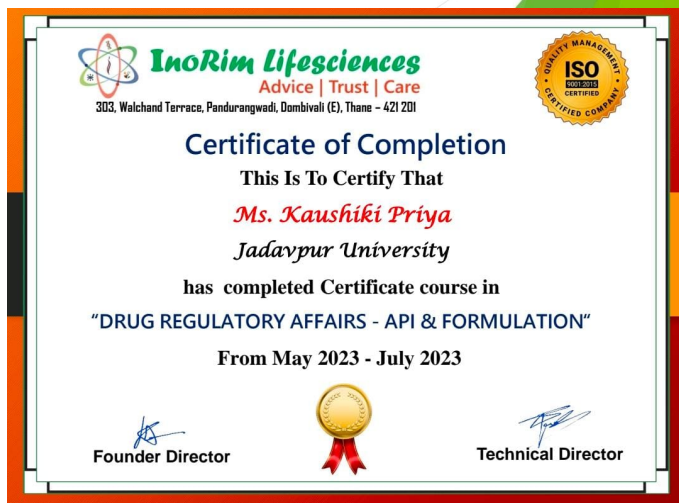 InoRim Lifesciences
Advice | Trust | Care
303, Walchand Terrace, Pandurangwadi, Dombivali (E), Thane – 421 201
QUALITY MANAGEMENT
ISO
9001:2015
CERTIFIED
CERTIFIED COMPANY
Certificate of Completion
This Is To Certify That
Ms. Kaushiki Priya
Jadavpur University
has completed Certificate course in
“DRUG REGULATORY AFFAIRS - API & FORMULATION“
From May 2023 - July 2023
Founder Director
Technical Director